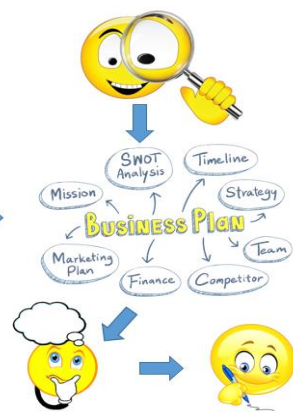 SWOT
Analysis
Timeline
Mission
Strategy
BUSINESS PLAN
Marketing
Plan
Team
Finance
Competitor